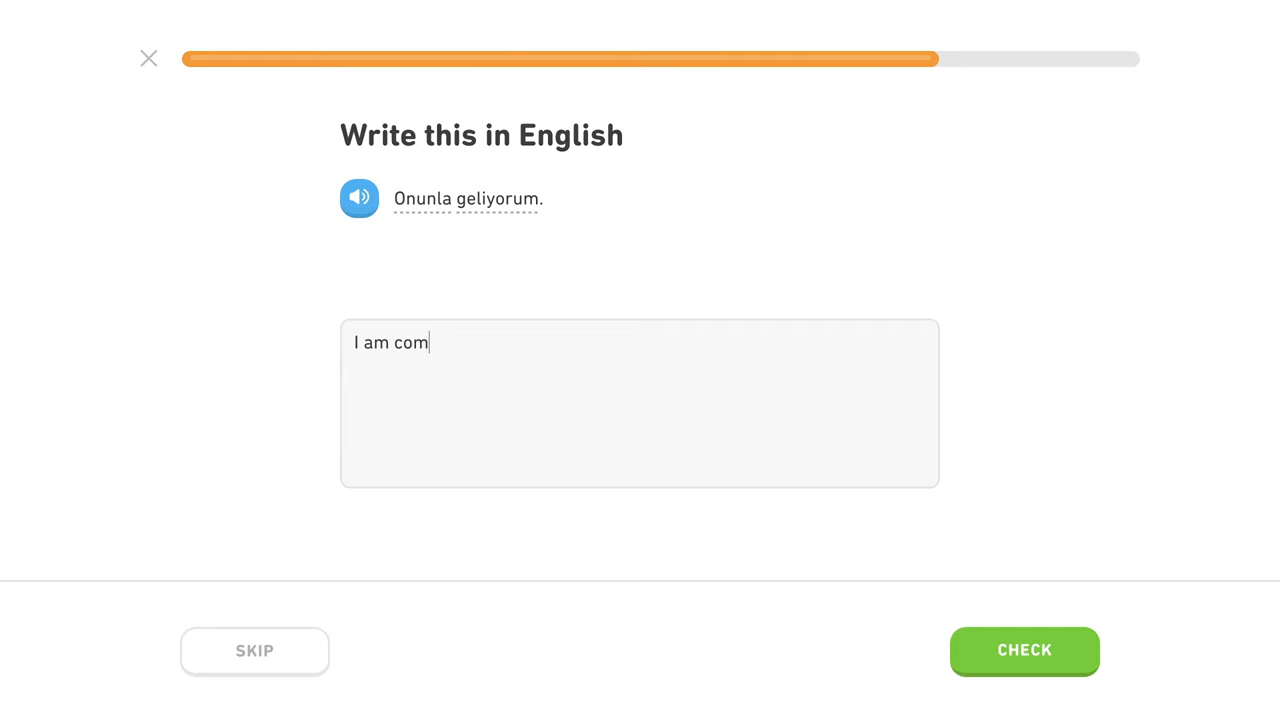 Write this in English
Onunla geliyorum.
I am com
SKIP
CHECK